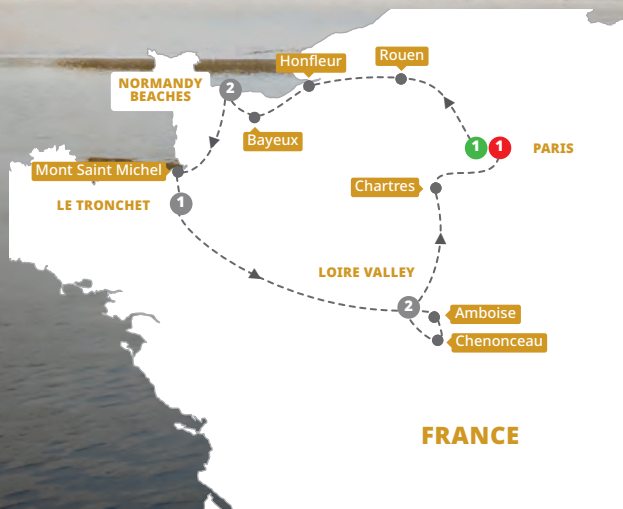 Honfleur
Rouen
NORMANDY
BEACHES
2
Bayeux
1
1
PARIS
Mont Saint Michel
Chartres
LE TRONCHET
1
LOIRE VALLEY
2
Amboise
Chenonceau
FRANCE